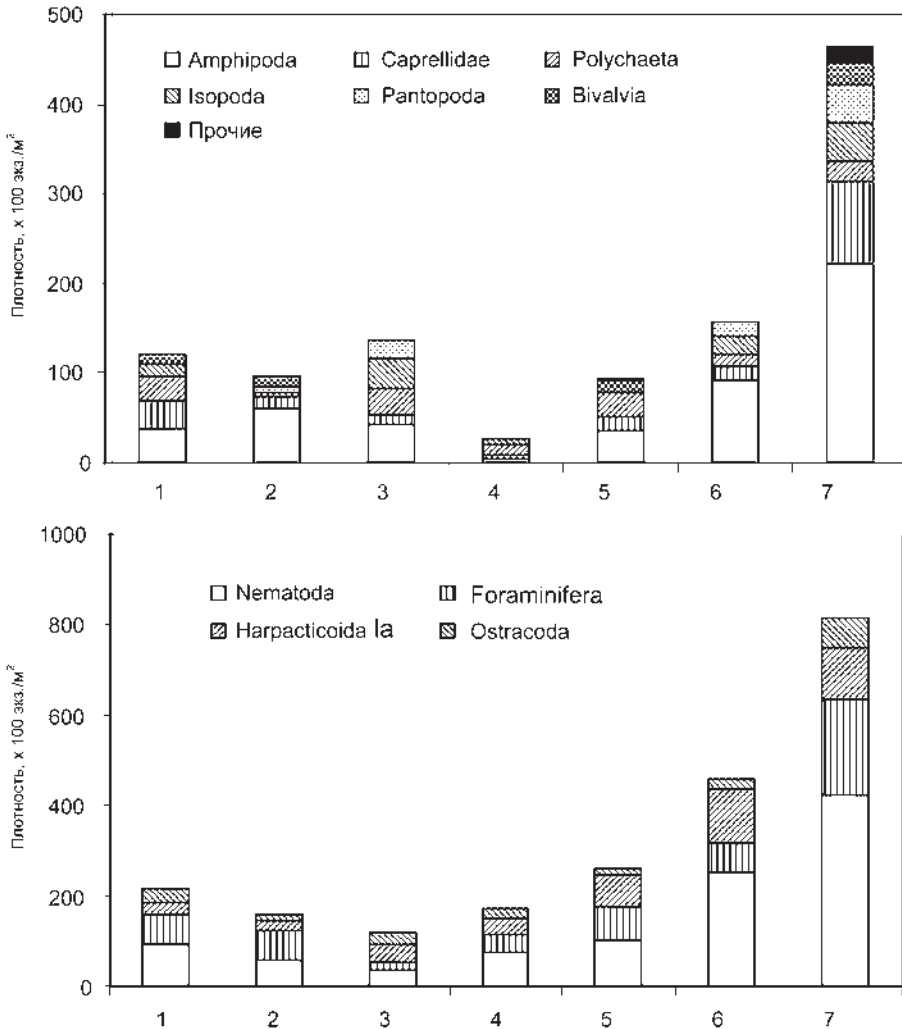 500
400
300
200
100
0
Плотность, х 100 экз./м²
Amphipoda Caprellidae Polychaeta
Isopoda Pantopoda Bivalvia
Прочие
1 2 3 4 5 6 7
1000
800
600
400
200
0
Плотность, х 100 экз./м²
Nematoda Foraminifera
Harpacticoida la Ostracoda
1 2 3 4 5 6 7